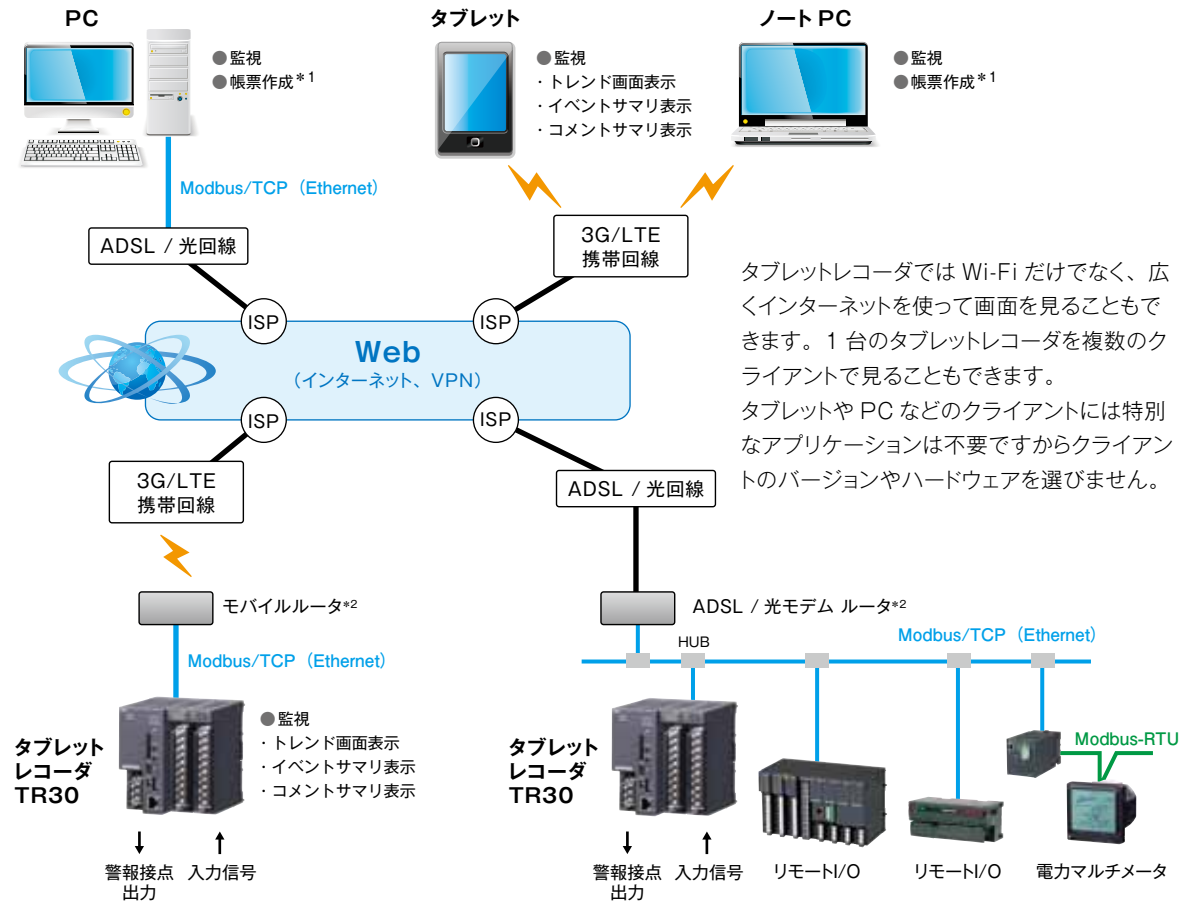 PC
●監視
●帳票作成*1
タブレット
●監視
・トレンド画面表示
・イベントサマリ表示
・コメントサマリ表示
ノート PC
●監視
●帳票作成*1
Modbus/TCP（Ethernet）
ADSL / 光回線
3G/LTE
携帯回線
ISP
ISP
Web
（インターネット、VPN）
ISP
ISP
タブレットレコーダでは Wi-Fi だけでなく、広
くインターネットを使って画面を見ることもで
きます。1 台のタブレットレコーダを複数のク
ライアントで見ることもできます。
タブレットや PC などのクライアントには特別
なアプリケーションは不要ですからクライアン
トのバージョンやハードウェアを選びません。
3G/LTE
携帯回線
ADSL / 光回線
モバイルルータ*2
Modbus/TCP（Ethernet）
タブレット
レコーダ
TR30
●監視
・トレンド画面表示
・イベントサマリ表示
・コメントサマリ表示
警報接点
出力
入力信号
ADSL / 光モデム ルータ*2
HUB
Modbus/TCP（Ethernet）
タブレット
レコーダ
TR30
Modbus-RTU
警報接点
出力
入力信号
リモートI/O
リモートI/O
電力マルチメータ